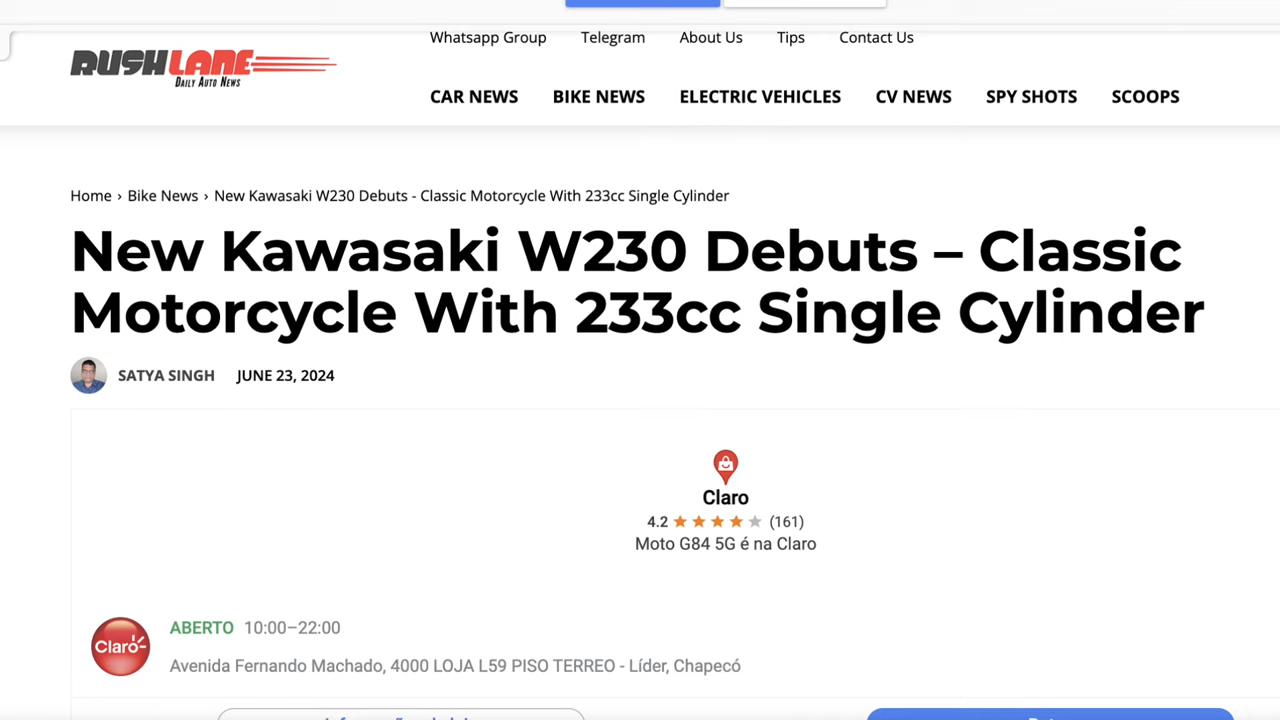 Whatsapp Group Telegram About Us Tips Contact Us
RUSHLANE
DAILY AUTO NEWS
CAR NEWS BIKE NEWS ELECTRIC VEHICLES CV NEWS SPY SHOTS SCOOPS
Home › Bike News › New Kawasaki W230 Debuts - Classic Motorcycle With 233cc Single Cylinder
New Kawasaki W230 Debuts – Classic
Motorcycle With 233cc Single Cylinder
SATYA SINGH JUNE 23, 2024
Claro
4.2 (161)
Moto G84 5G é na Claro
Claro
ABERTO 10:00–22:00
Avenida Fernando Machado, 4000 LOJA L59 PISO TERREO - Líder, Chapecó